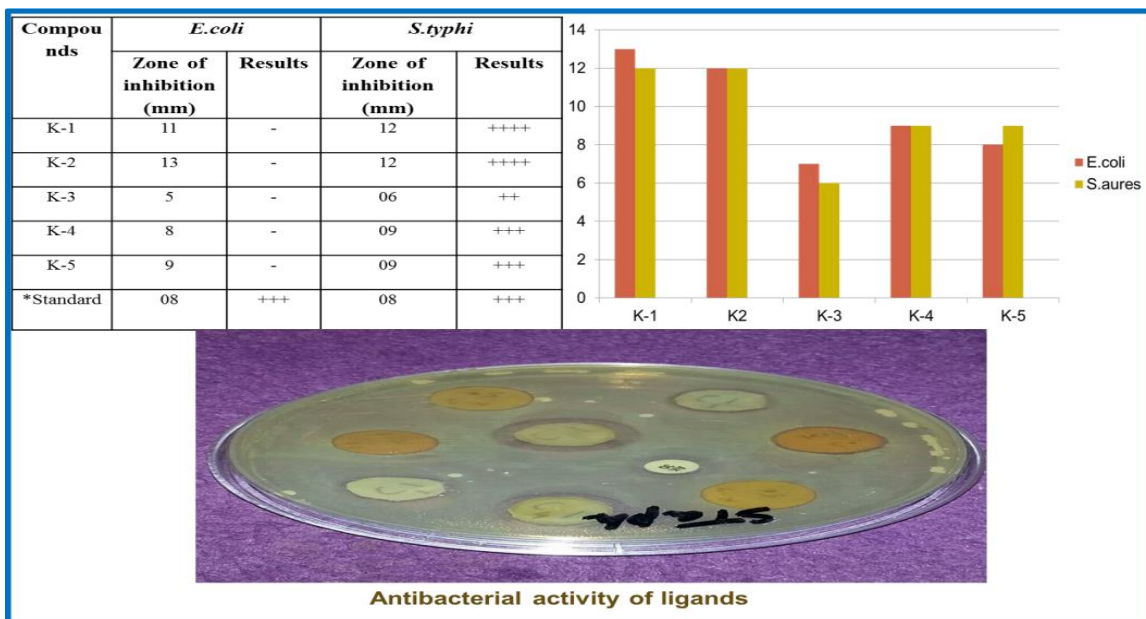 Compou
nds
E.coli
S.typhi
Zone of
inhibition
(mm)
Results
Zone of
inhibition
(mm)
Results
K-1 11 - 12 ++++
K-2 13 - 12 ++++
K-3 5 - 06 ++
K-4 8 - 09 +++
K-5 9 - 09 +++
*Standard 08 +++ 08 +++
14
12
10
8
6
4
2
0
K-1 K2 K-3 K-4 K-5
E.coli
S.aures
Antibacterial activity of ligands